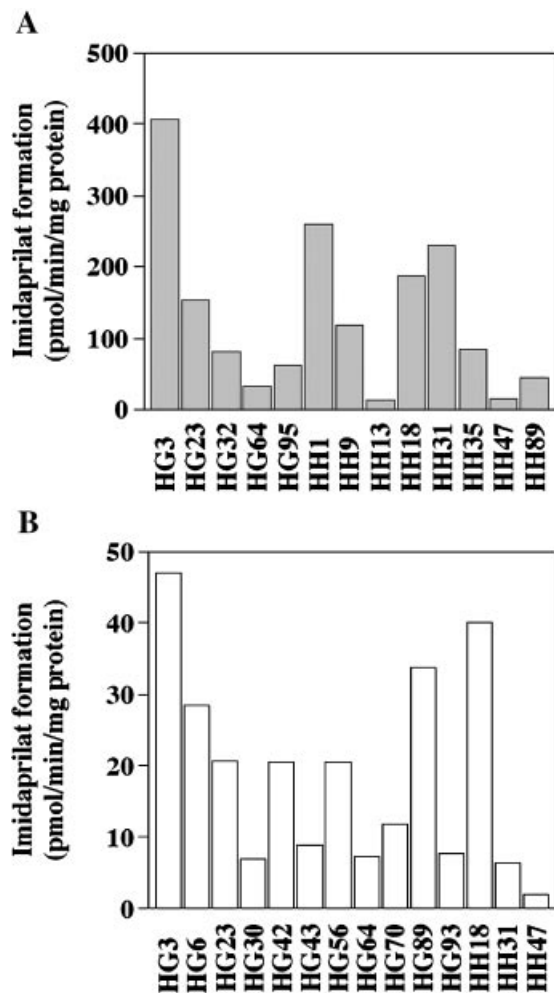 A
Imidaprilat formation
(pmol/min/mg protein)
500
400
300
200
100
0
HG3
HG23
HG32
HG64
HG95
HH1
HH9
HH13
HH18
HH31
HH35
HH47
HH89
B
Imidaprilat formation
(pmol/min/mg protein)
50
40
30
20
10
0
HG3
HG6
HG23
HG30
HG42
HG43
HG56
HG64
HG70
HG89
HG93
HH18
HH31
HH47